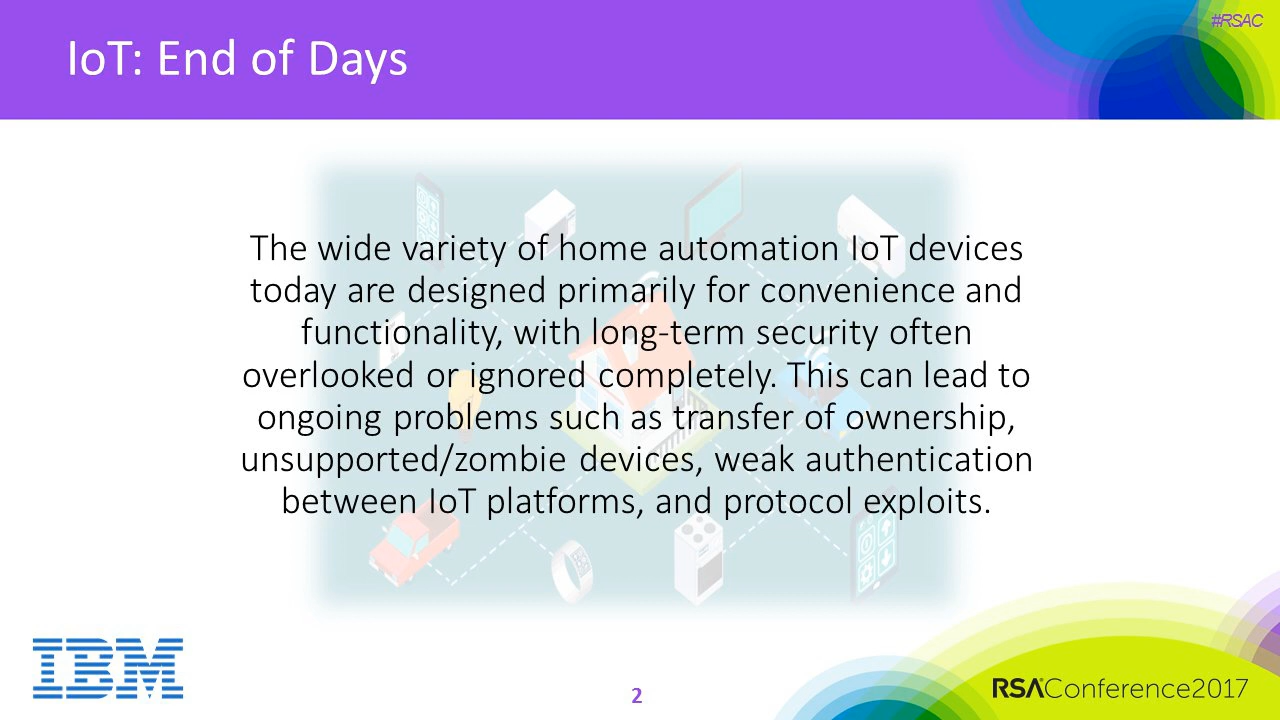 #RSAC
IoT: End of Days
The wide variety of home automation IoT devices
today are designed primarily for convenience and
functionality, with long-term security often
overlooked or ignored completely. This can lead to
ongoing problems such as transfer of ownership,
unsupported/zombie devices, weak authentication
between IoT platforms, and protocol exploits.
IBM
2
RSAConference2017